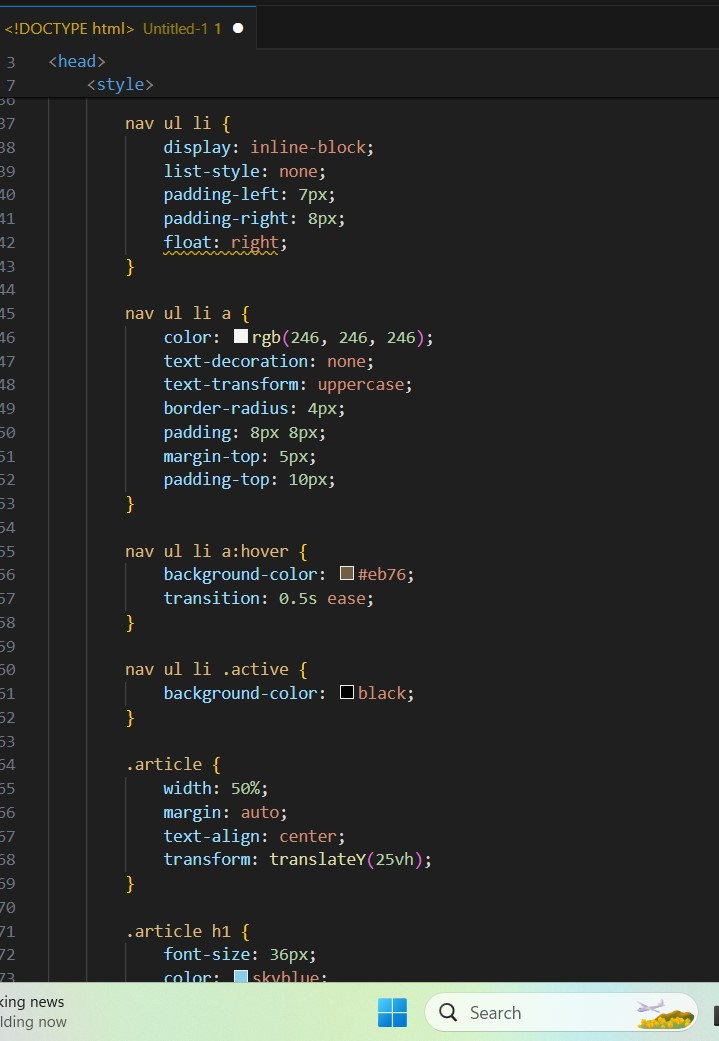 <!DOCTYPE html> Untitled-1 1
3 <head>
7 <style>
36
37 nav ul li {
38 display: inline-block;
39 list-style: none;
40 padding-left: 7px;
41 padding-right: 8px;
42 float: right;
43 }
44
45 nav ul li a {
46 color: rgb(246, 246, 246);
47 text-decoration: none;
48 text-transform: uppercase;
49 border-radius: 4px;
50 padding: 8px 8px;
51 margin-top: 5px;
52 padding-top: 10px;
53 }
54
55 nav ul li a:hover {
56 background-color: #eb76;
57 transition: 0.5s ease;
58 }
59
60 nav ul li .active {
61 background-color: black;
62 }
63
64 .article {
65 width: 50%;
66 margin: auto;
67 text-align: center;
68 transform: translateY(25vh);
69 }
70
71 .article h1 {
72 font-size: 36px;
73 color: skyblue;
king news
lding now
Search